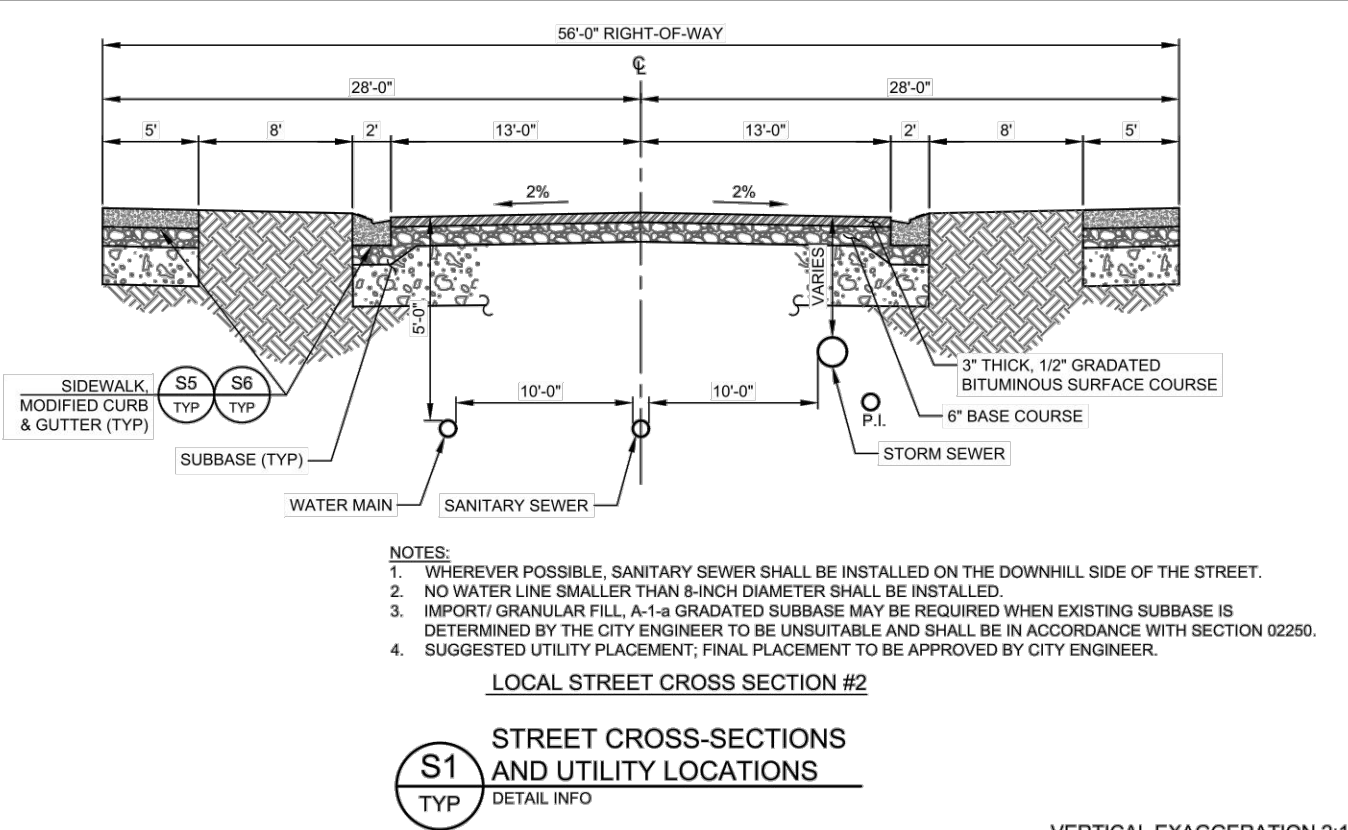 56'-0" RIGHT-OF-WAY
℄
28'-0" 28'-0"
5' 8' 2' 13'-0" 13'-0" 2' 8' 5'
2% 2%
VARIES
5'-0"
3" THICK, 1/2" GRADATED
BITUMINOUS SURFACE COURSE
SIDEWALK,
MODIFIED CURB
& GUTTER (TYP)
S5
TYP
S6
TYP
10'-0" 10'-0"
P.I.
6" BASE COURSE
SUBBASE (TYP)
STORM SEWER
WATER MAIN
SANITARY SEWER
NOTES:
1. WHEREVER POSSIBLE, SANITARY SEWER SHALL BE INSTALLED ON THE DOWNHILL SIDE OF THE STREET.
2. NO WATER LINE SMALLER THAN 8-INCH DIAMETER SHALL BE INSTALLED.
3. IMPORT/ GRANULAR FILL, A-1-a GRADATED SUBBASE MAY BE REQUIRED WHEN EXISTING SUBBASE IS
DETERMINED BY THE CITY ENGINEER TO BE UNSUITABLE AND SHALL BE IN ACCORDANCE WITH SECTION 02250.
4. SUGGESTED UTILITY PLACEMENT; FINAL PLACEMENT TO BE APPROVED BY CITY ENGINEER.
LOCAL STREET CROSS SECTION #2
S1
TYP
STREET CROSS-SECTIONS
AND UTILITY LOCATIONS
DETAIL INFO
VERTICAL EXAGGERATION